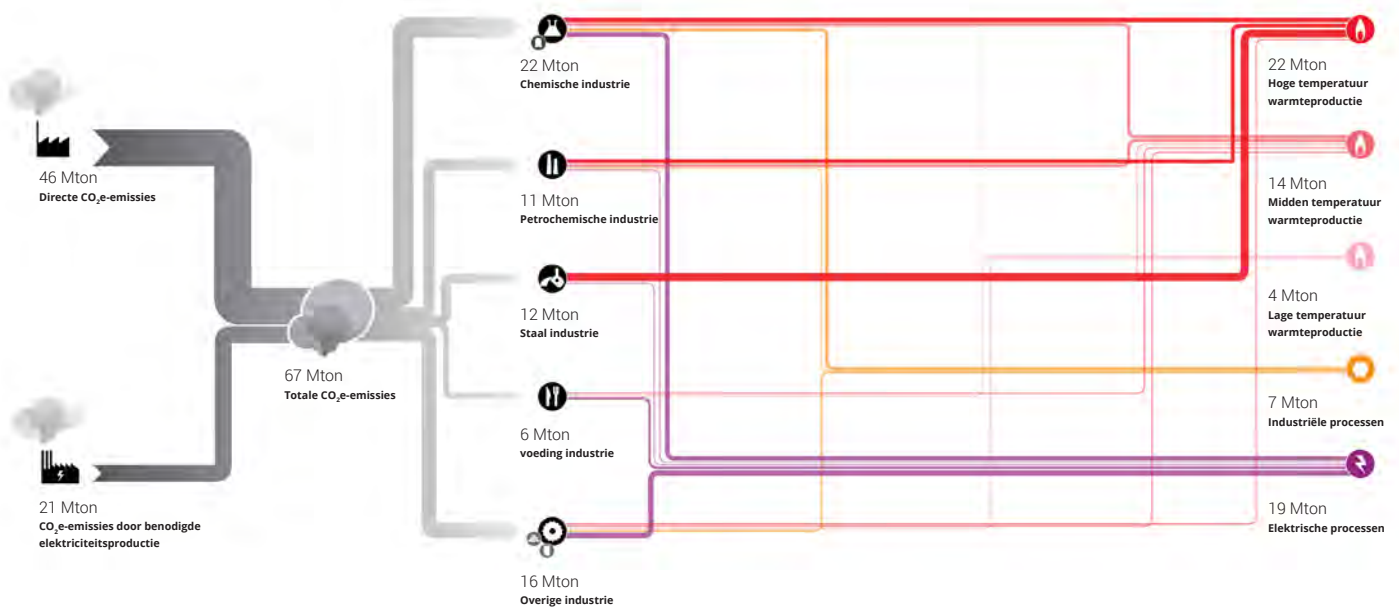 46 Mton
Directe CO₂e-emissies
21 Mton
CO₂e-emissies door benodigde
elektriciteitsproductie
67 Mton
Totale CO₂e-emissies
22 Mton
Chemische industrie
11 Mton
Petrochemische industrie
12 Mton
Staal industrie
6 Mton
voeding industrie
16 Mton
Overige industrie
22 Mton
Hoge temperatuur
warmteproductie
14 Mton
Midden temperatuur
warmteproductie
4 Mton
Lage temperatuur
warmteproductie
7 Mton
Industriële processen
19 Mton
Elektrische processen